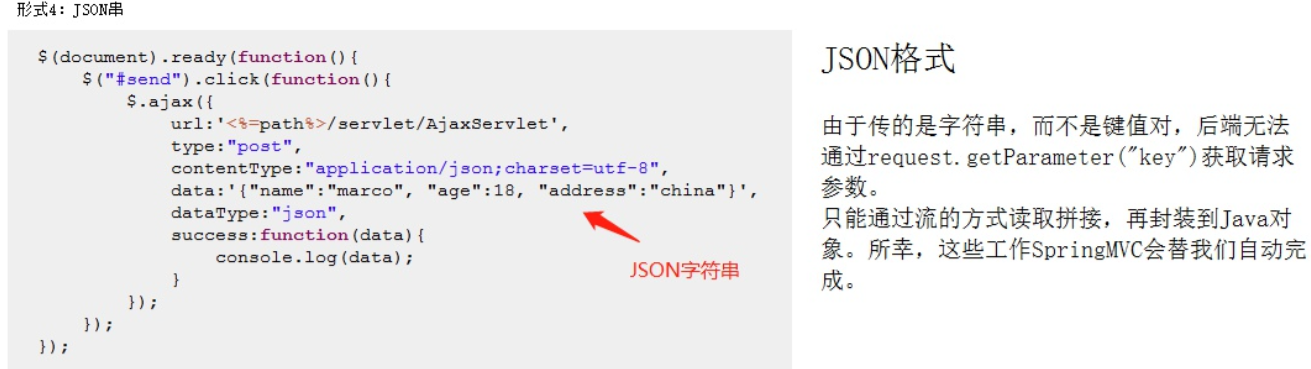 形式4：JSON串
$(document).ready(function(){
$("#send").click(function(){
$.ajax({
url:'<%=path%>/servlet/AjaxServlet',
type:"post",
contentType:"application/json;charset=utf-8",
data:'{"name":"marco", "age":18, "address":"china"}',
dataType:"json",
success:function(data){
console.log(data);
}
});
});
});
JSON字符串
JSON格式
由于传的是字符串，而不是键值对，后端无法
通过request.getParameter("key")获取请求
参数。
只能通过流的方式读取拼接，再封装到Java对
象。所幸，这些工作SpringMVC会替我们自动完
成。